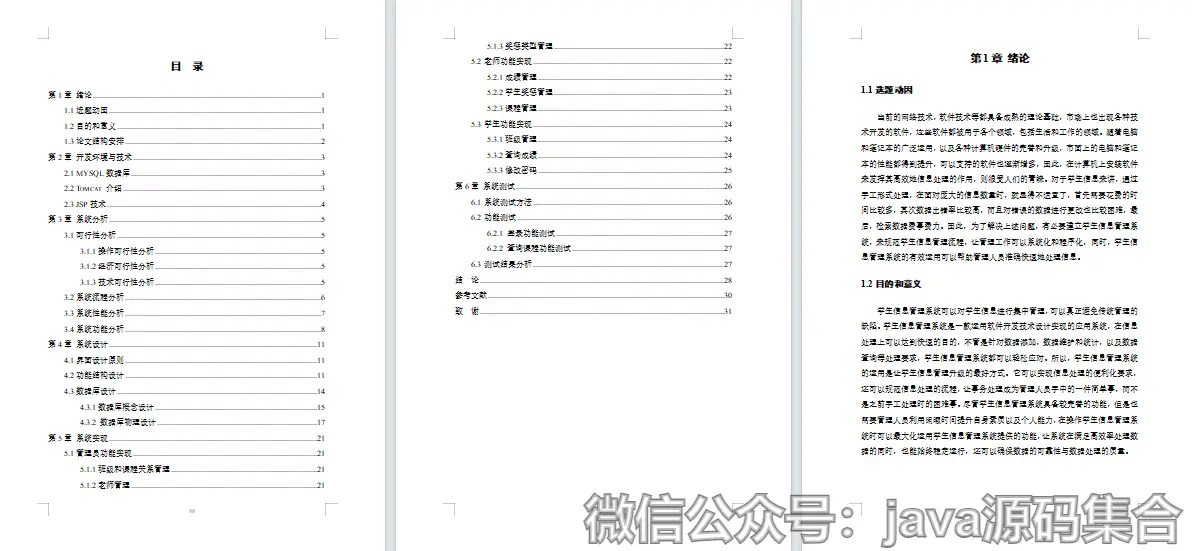 目 录
第 1 章 绪论 1
1.1 选题动因 1
1.2 目的和意义 1
1.3 论文结构安排 2
第 2 章 开发环境与技术 3
2.1 MYSQL 数据库 3
2.2 TOMCAT 介绍 3
2.3 JSP 技术 4
第 3 章 系统分析 5
3.1 可行性分析 5
3.1.1 操作可行性分析 5
3.1.2 经济可行性分析 5
3.1.3 技术可行性分析 5
3.2 系统流程分析 6
3.3 系统性能分析 7
3.4 系统功能分析 8
第 4 章 系统设计 11
4.1 界面设计原则 11
4.2 功能结构设计 11
4.3 数据库设计 14
4.3.1 数据库概念设计 15
4.3.2 数据库物理设计 17
第 5 章 系统实现 21
5.1 管理员功能实现 21
5.1.1 班级和课程关系管理 21
5.1.2 老师管理 21
III
5.1.3 奖惩类型管理 22
5.2 老师功能实现 22
5.2.1 成绩管理 22
5.2.2 学生奖惩管理 23
5.2.3 课程管理 23
5.3 学生功能实现 24
5.3.1 班级管理 24
5.3.2 查询成绩 24
5.3.3 修改密码 25
第 6 章 系统测试 26
6.1 系统测试方法 26
6.2 功能测试 26
6.2.1 登录功能测试 27
6.2.2 查询课程功能测试 27
6.3 测试结果分析 27
结 论 28
参考文献 30
致 谢 31
第 1 章 绪论
1.1 选题动因
当前的网络技术，软件技术等都具备成熟的理论基础，市场上也出现各种技
术开发的软件，这些软件都被用于各个领域，包括生活和工作的领域。随着电脑
和笔记本的广泛运用，以及各种计算机硬件的完善和升级，市面上的电脑和笔记
本的性能都得到提升，可以支持的软件也逐渐增多，因此，在计算机上安装软件
来发挥其高效地信息处理的作用，则很受人们的青睐。对于学生信息来讲，通过
手工形式处理，在面对庞大的信息数量时，就显得不适宜了，首先需要花费的时
间比较多，其次数据出错率比较高，而且对错误的数据进行更改也比较困难，最
后，检索数据费事费力。因此，为了解决上述问题，有必要建立学生信息管理系
统，来规范学生信息管理流程，让管理工作可以系统化和程序化，同时，学生信
息管理系统的有效运用可以帮助管理人员准确快速地处理信息。
1.2 目的和意义
学生信息管理系统可以对学生信息进行集中管理，可以真正避免传统管理的
缺陷。学生信息管理系统是一款运用软件开发技术设计实现的应用系统，在信息
处理上可以达到快速的目的，不管是针对数据添加，数据维护和统计，以及数据
查询等处理要求，学生信息管理系统都可以轻松应对。所以，学生信息管理系统
的运用是让学生信息管理升级的最好方式。它可以实现信息处理的便利化要求，
还可以规范信息处理的流程，让事务处理成为管理人员手中的一件简单事，而不
是之前手工处理时的困难事。尽管学生信息管理系统具备较完善的功能，但是也
需要管理人员利用闲暇时间提升自身素质以及个人能力，在操作学生信息管理系
统时可以最大化运用学生信息管理系统提供的功能，让系统在满足高效率处理数
据的同时，也能始终稳定运行，还可以确保数据的可靠性与数据处理的质量。
微信公众号：java源码集合